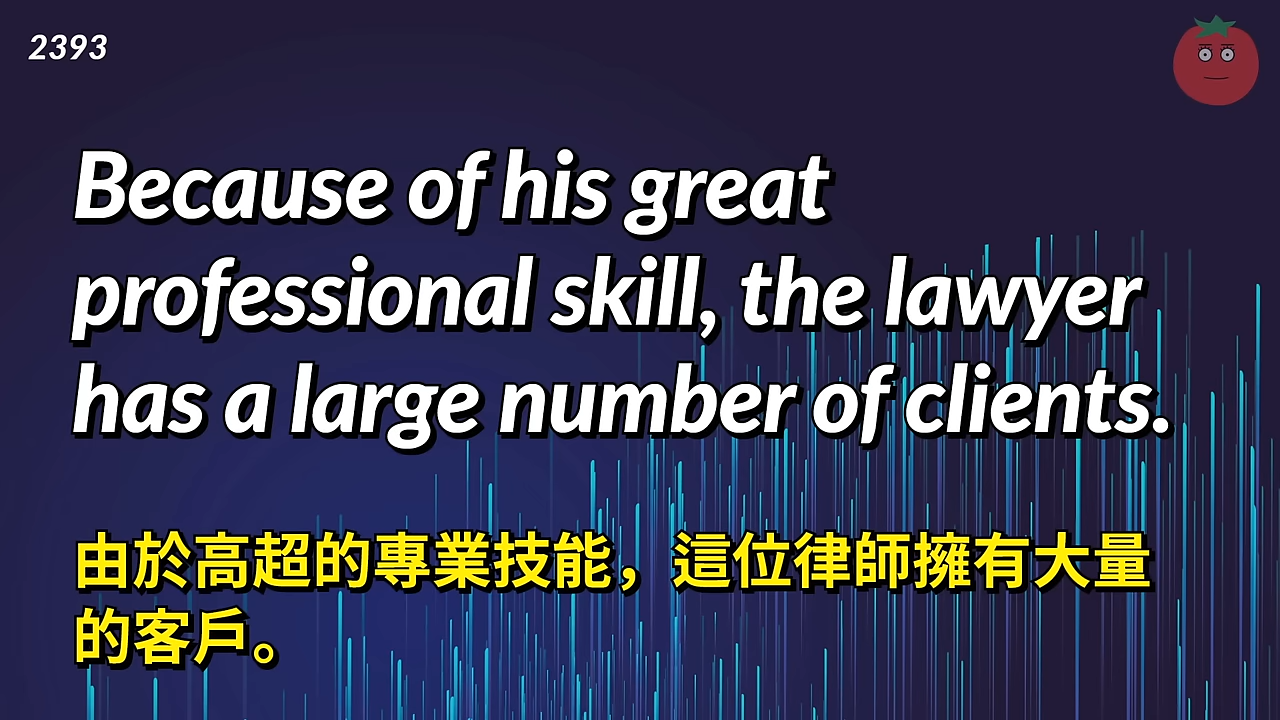 2393
Because of his great
professional skill, the lawyer
has a large number of clients.
由於高超的專業技能，這位律師擁有大量
的客戶。